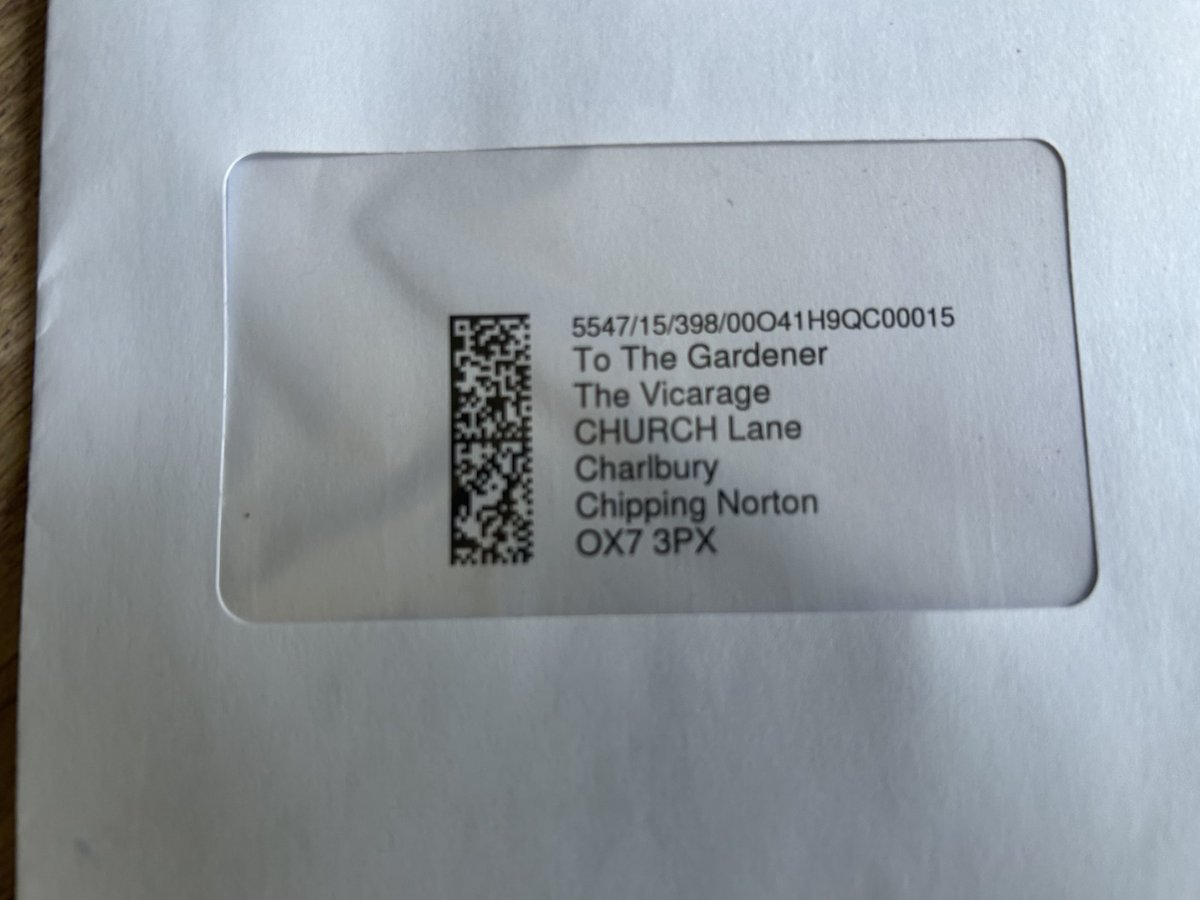 5547/15/398/00O41H9QC00015
To The Gardener
The Vicarage
CHURCH Lane
Charlbury
Chipping Norton
OX7 3PX